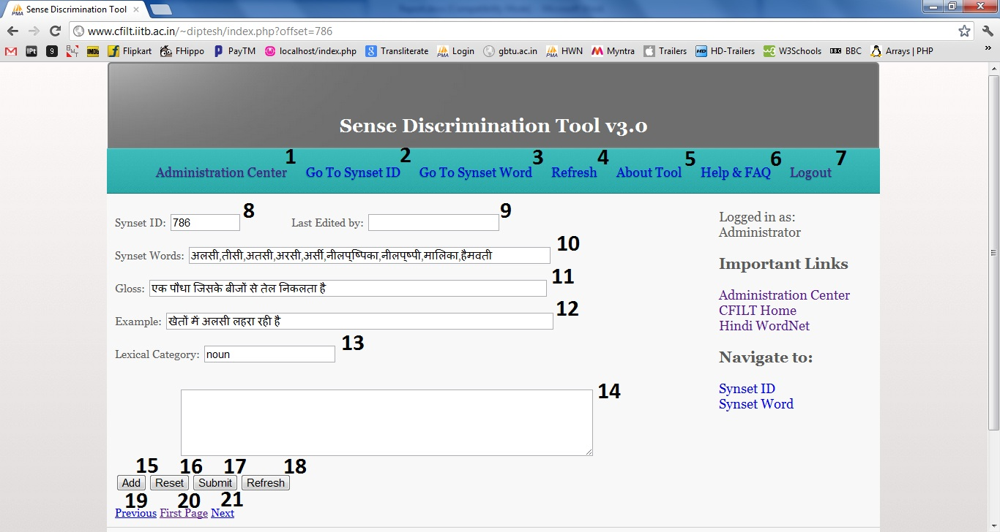 Sense Discrimination Tool
www.cfilt.iitb.ac.in/~diptesh/index.php?offset=786
IPt 9 B_wT IMDb Flipkart FHippo PayTM localhost/index.php Transliterate Login gbtu.ac.in HWN Myntra Trailers HD-Trailers W3Schools BBC BBC Arrays | PHP »
Sense Discrimination Tool v3.0
1 2 3 4 5 6 7
Administration Center Go To Synset ID Go To Synset Word Refresh About Tool Help & FAQ Logout
Synset ID: 786 8 Last Edited by: 9
Synset Words: अलसी,तीसी,अतसी,अरसी,अर्सी,नीलपुष्पिका,नीलपुष्पी,मालिका,हैमवती 10
Gloss: एक पौधा जिसके बीजों से तेल निकलता है 11
Example: खेतों में अलसी लहरा रही है 12
Lexical Category: noun 13
14
15 16 17 18
Add Reset Submit Refresh
19 20 21
Previous First Page Next
Logged in as:
Administrator
Important Links
Administration Center
CFILT Home
Hindi WordNet
Navigate to:
Synset ID
Synset Word